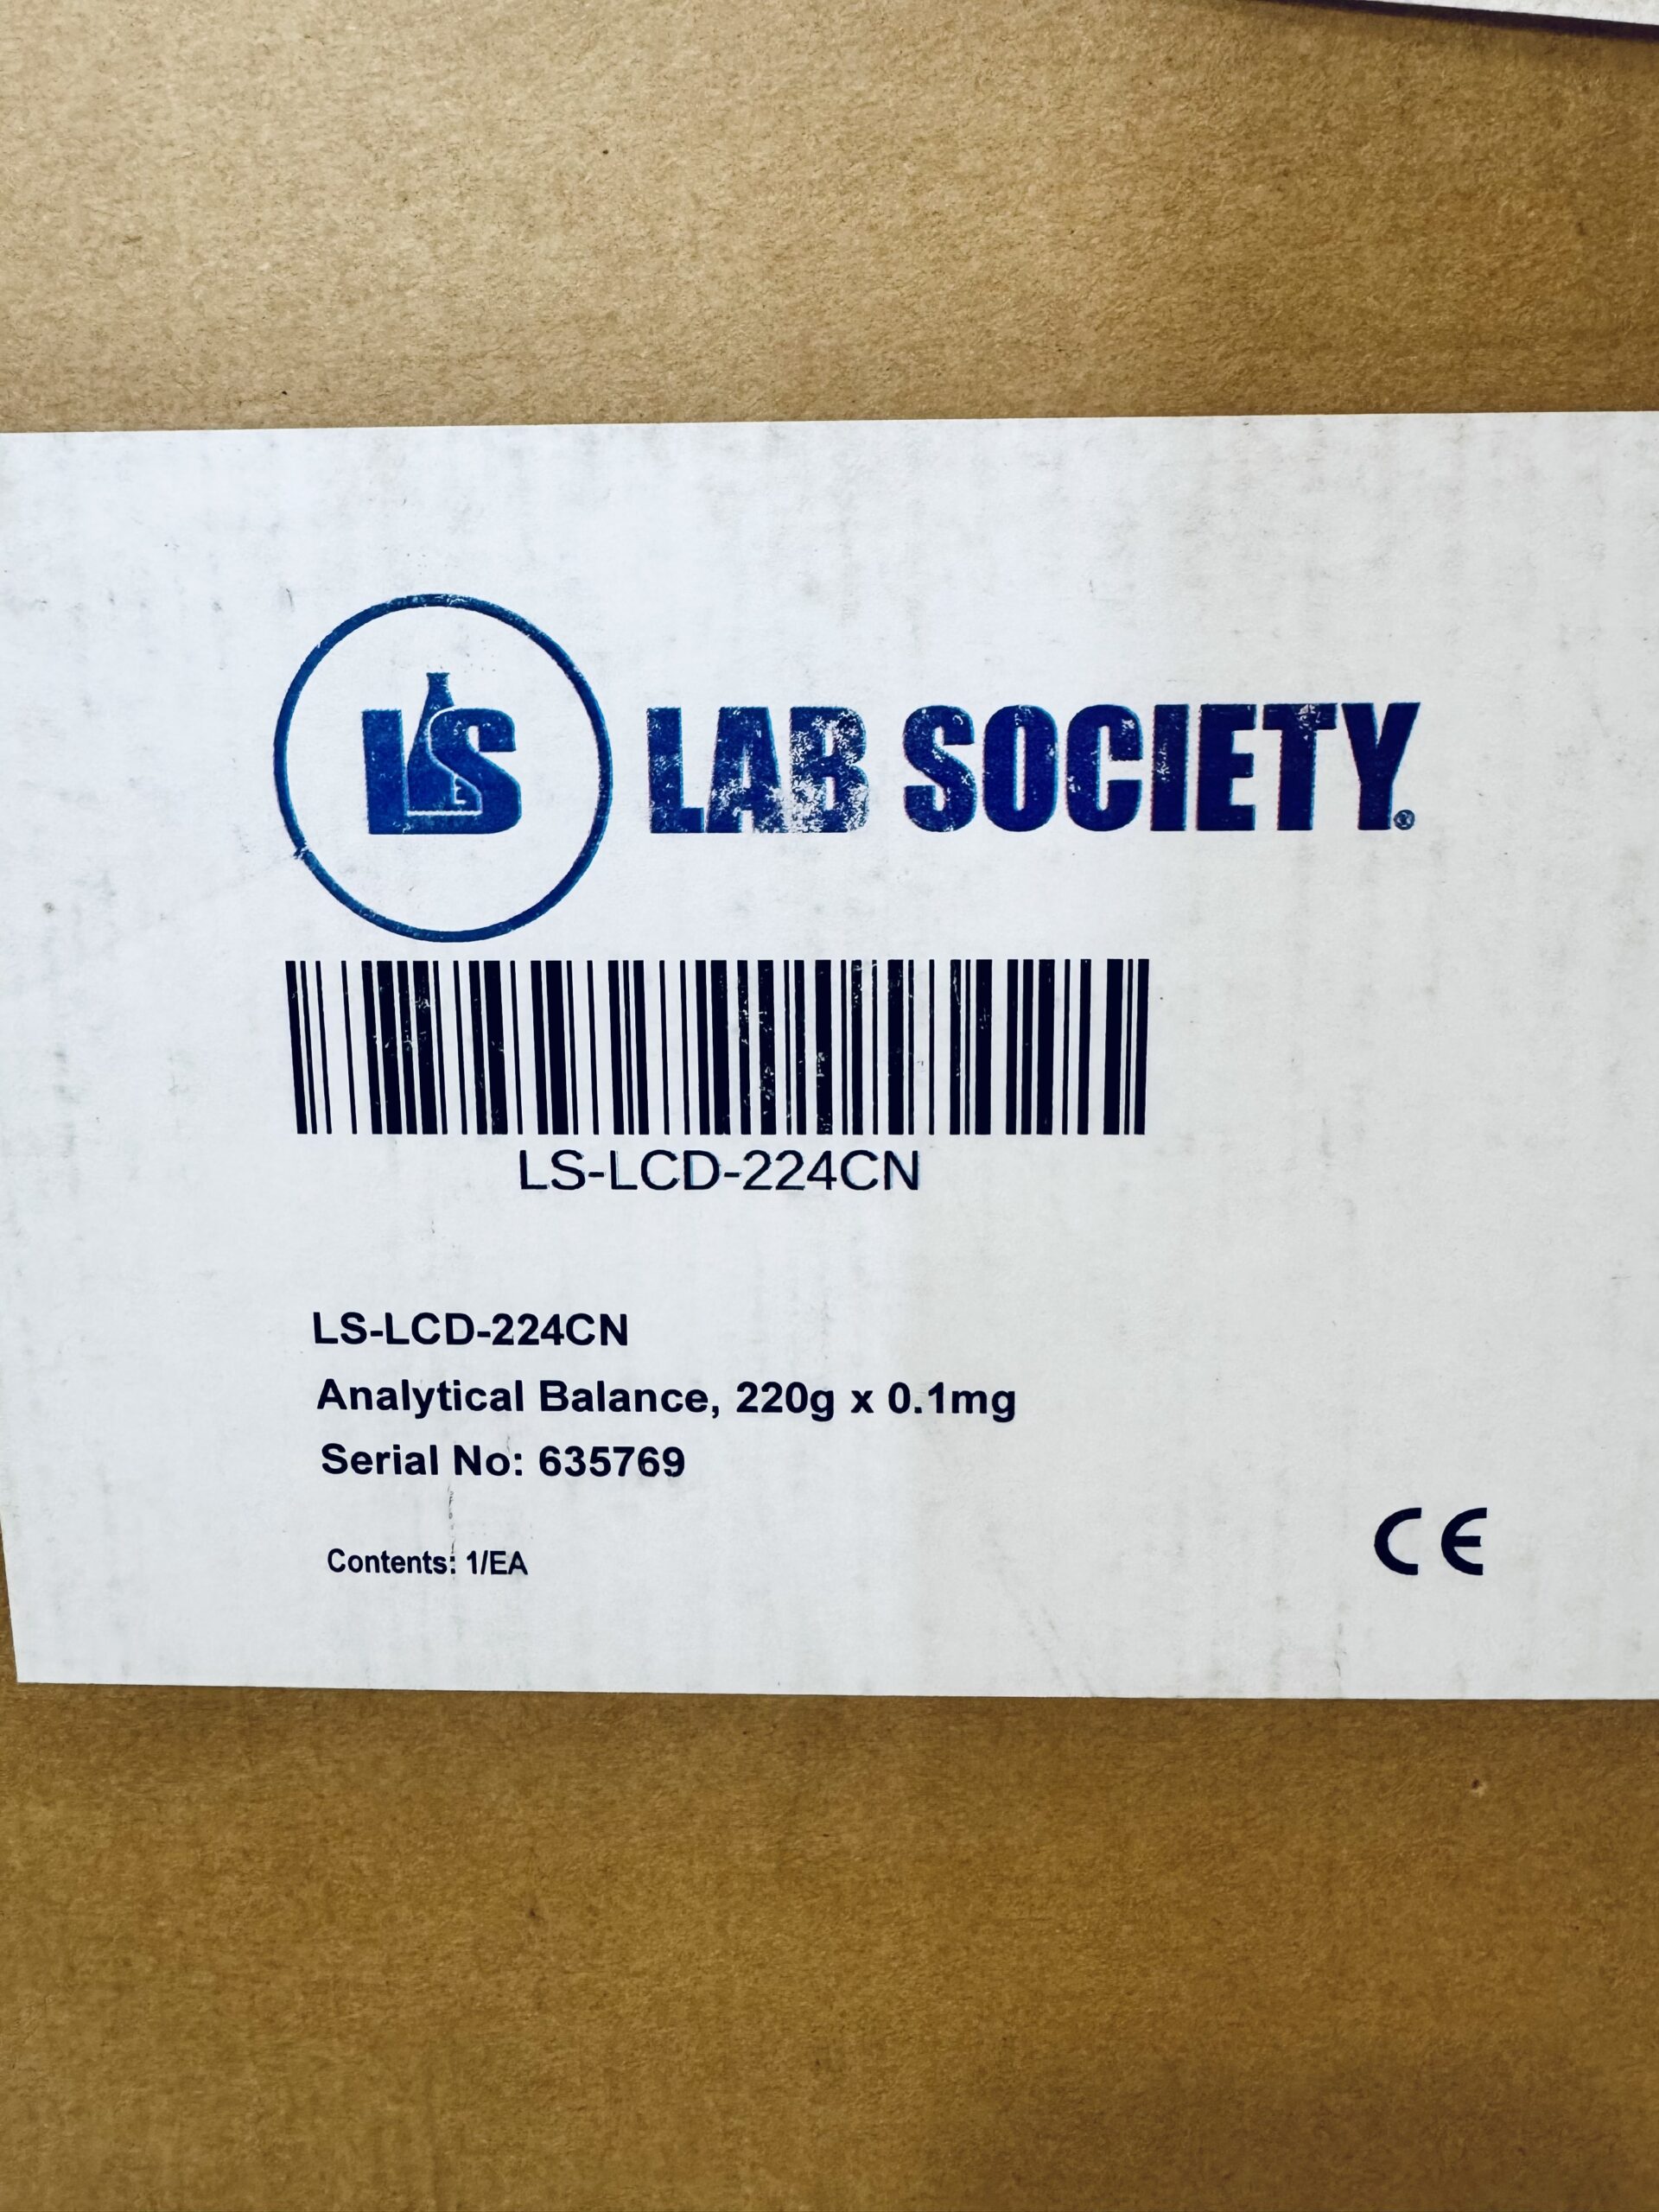 LS LAB SOCIETY®
LS-LCD-224CN
LS-LCD-224CN
Analytical Balance, 220g x 0.1mg
Serial No: 635769
Contents: 1/EA
CE